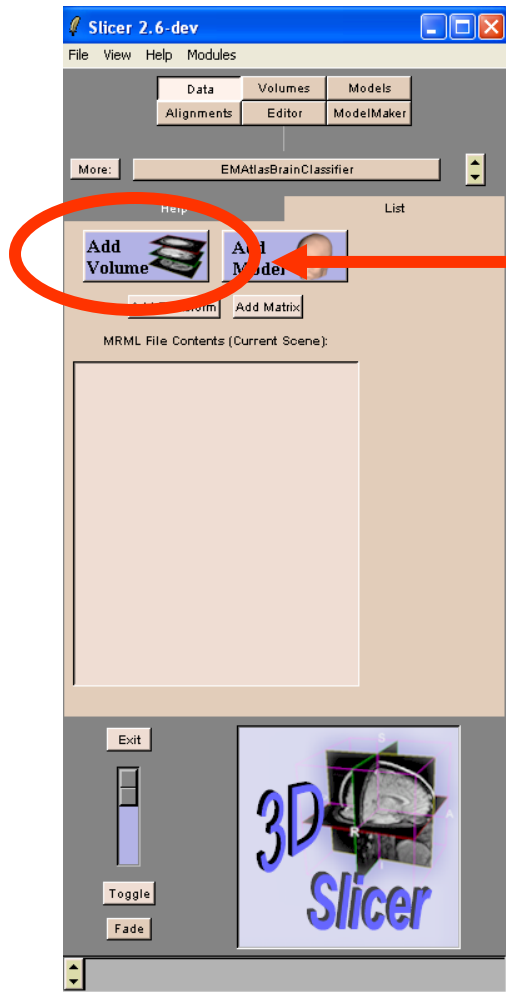 Slicer 2.6-dev
File View Help Modules
Data Volumes Models
Alignments Editor ModelMaker
More: EMAtlasBrainClassifier
Help List
Add Volume
Add Model
Add Matrix
MRML File Contents (Current Scene):
Exit
S
A
R
I
3D
Slicer
Toggle
Fade